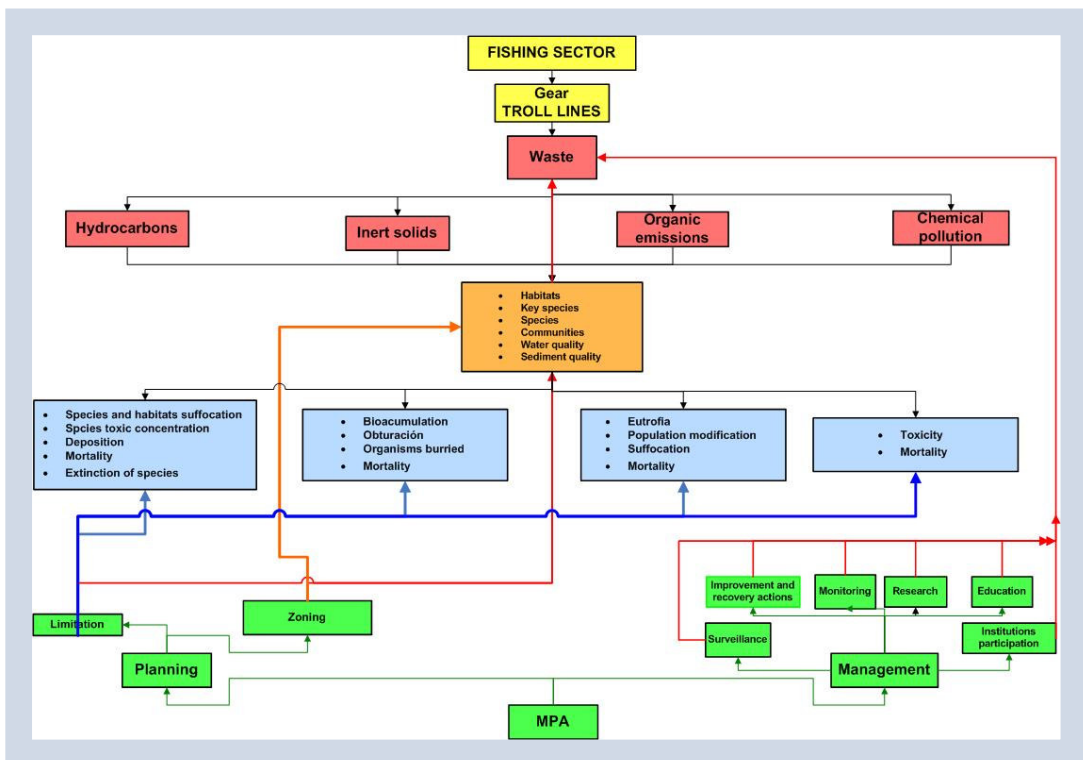 FISHING SECTOR
Gear
TROLL LINES
Waste
Hydrocarbons
Inert solids
Organic
emissions
Chemical
pollution
• Habitats
• Key species
• Species
• Communities
• Water quality
• Sediment quality
• Species and habitats suffocation
• Spcies toxic concentration
• Deposition
• Mortality
• Extinction of species
• Bioacumulation
• Obturación
• Organisms burried
• Mortality
• Eutrofia
• Population modification
• Suffocation
• Mortality
• Toxicity
• Mortality
Limitation
Zoning
Planning
Improvement and
recovery actions
Monitoring
Research
Education
Surveillance
Institutions
participation
Management
MPA